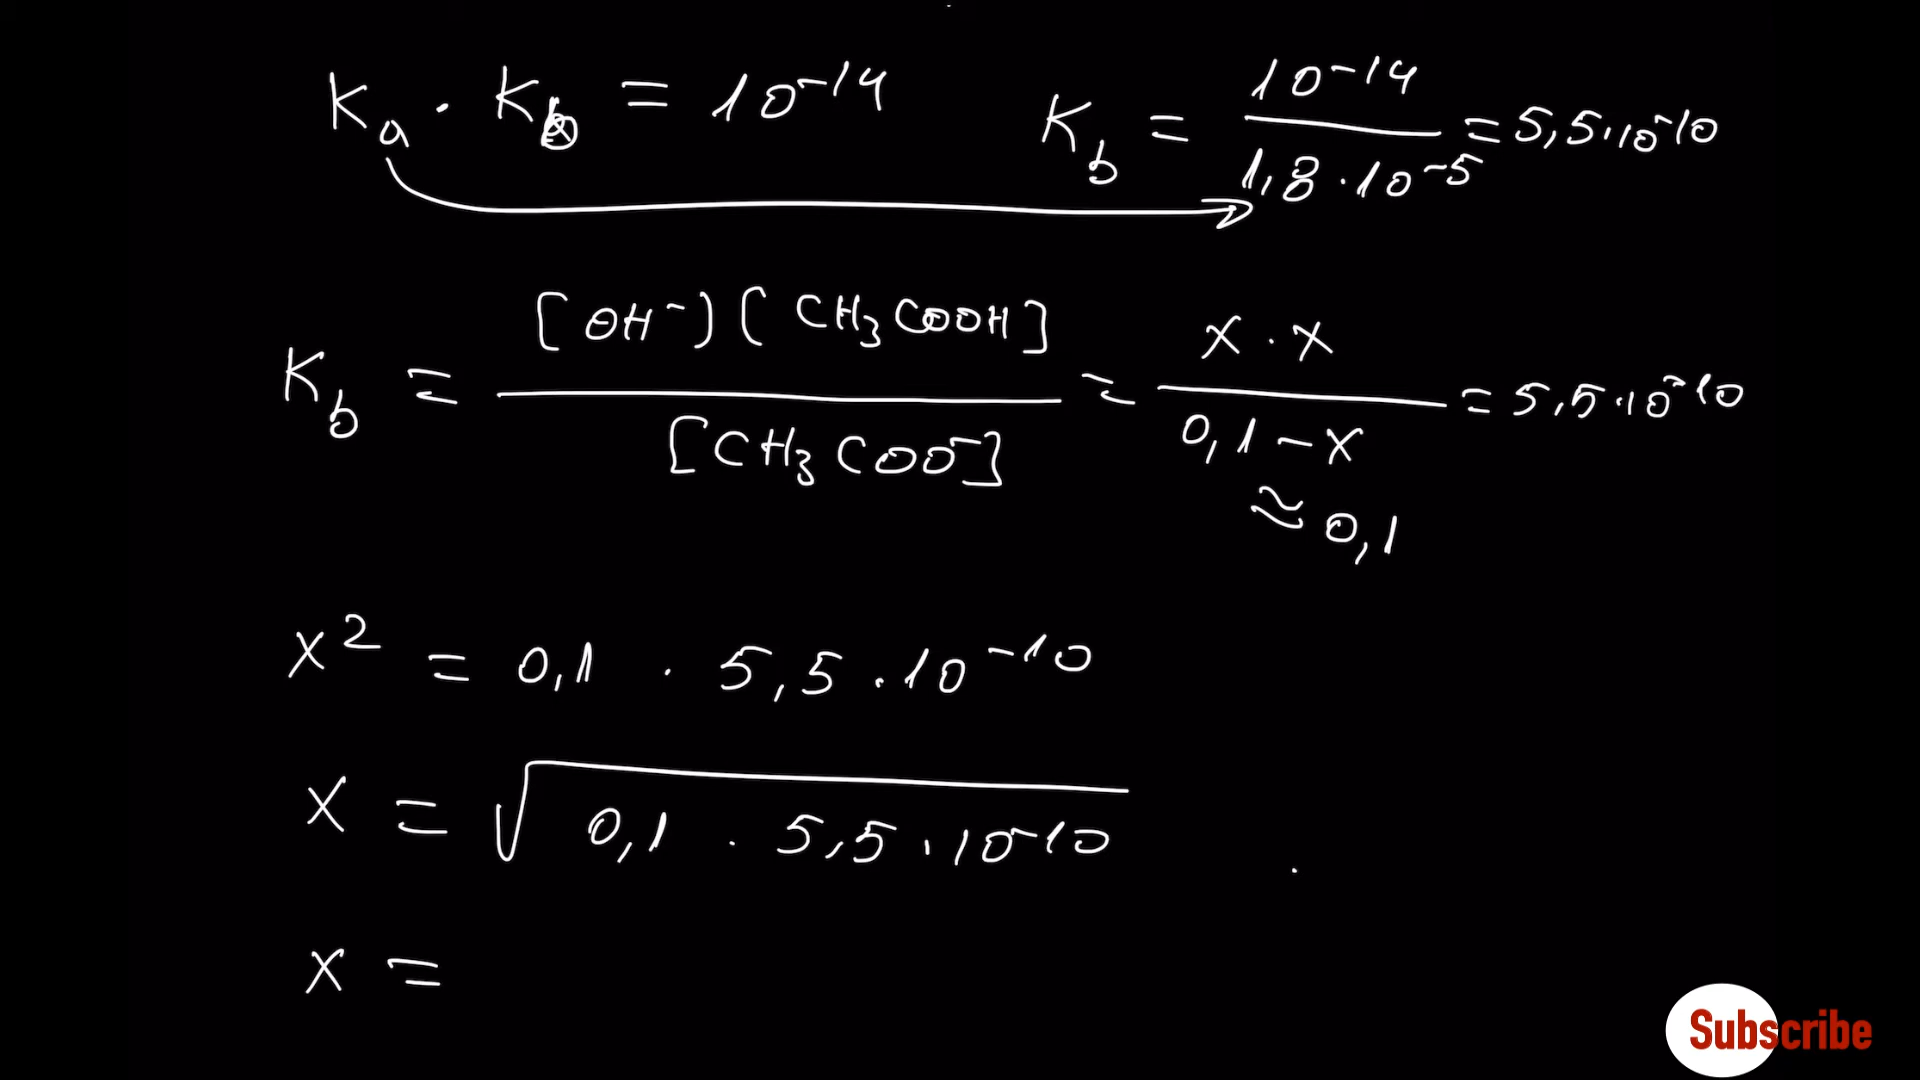 Ka · Kb = 10⁻¹⁴   Kb = 10⁻¹⁴ / 1,8 · 10⁻⁵ = 5,5 · 10⁻¹⁰
Kb = [OH⁻][CH₃COOH] / [CH₃COO⁻] = x · x / 0,1 − x = 5,5 · 10⁻¹⁰
≈ 0,1
x² = 0,1 · 5,5 · 10⁻¹⁰
x = √0,1 · 5,5 · 10⁻¹⁰
x =
Subscribe